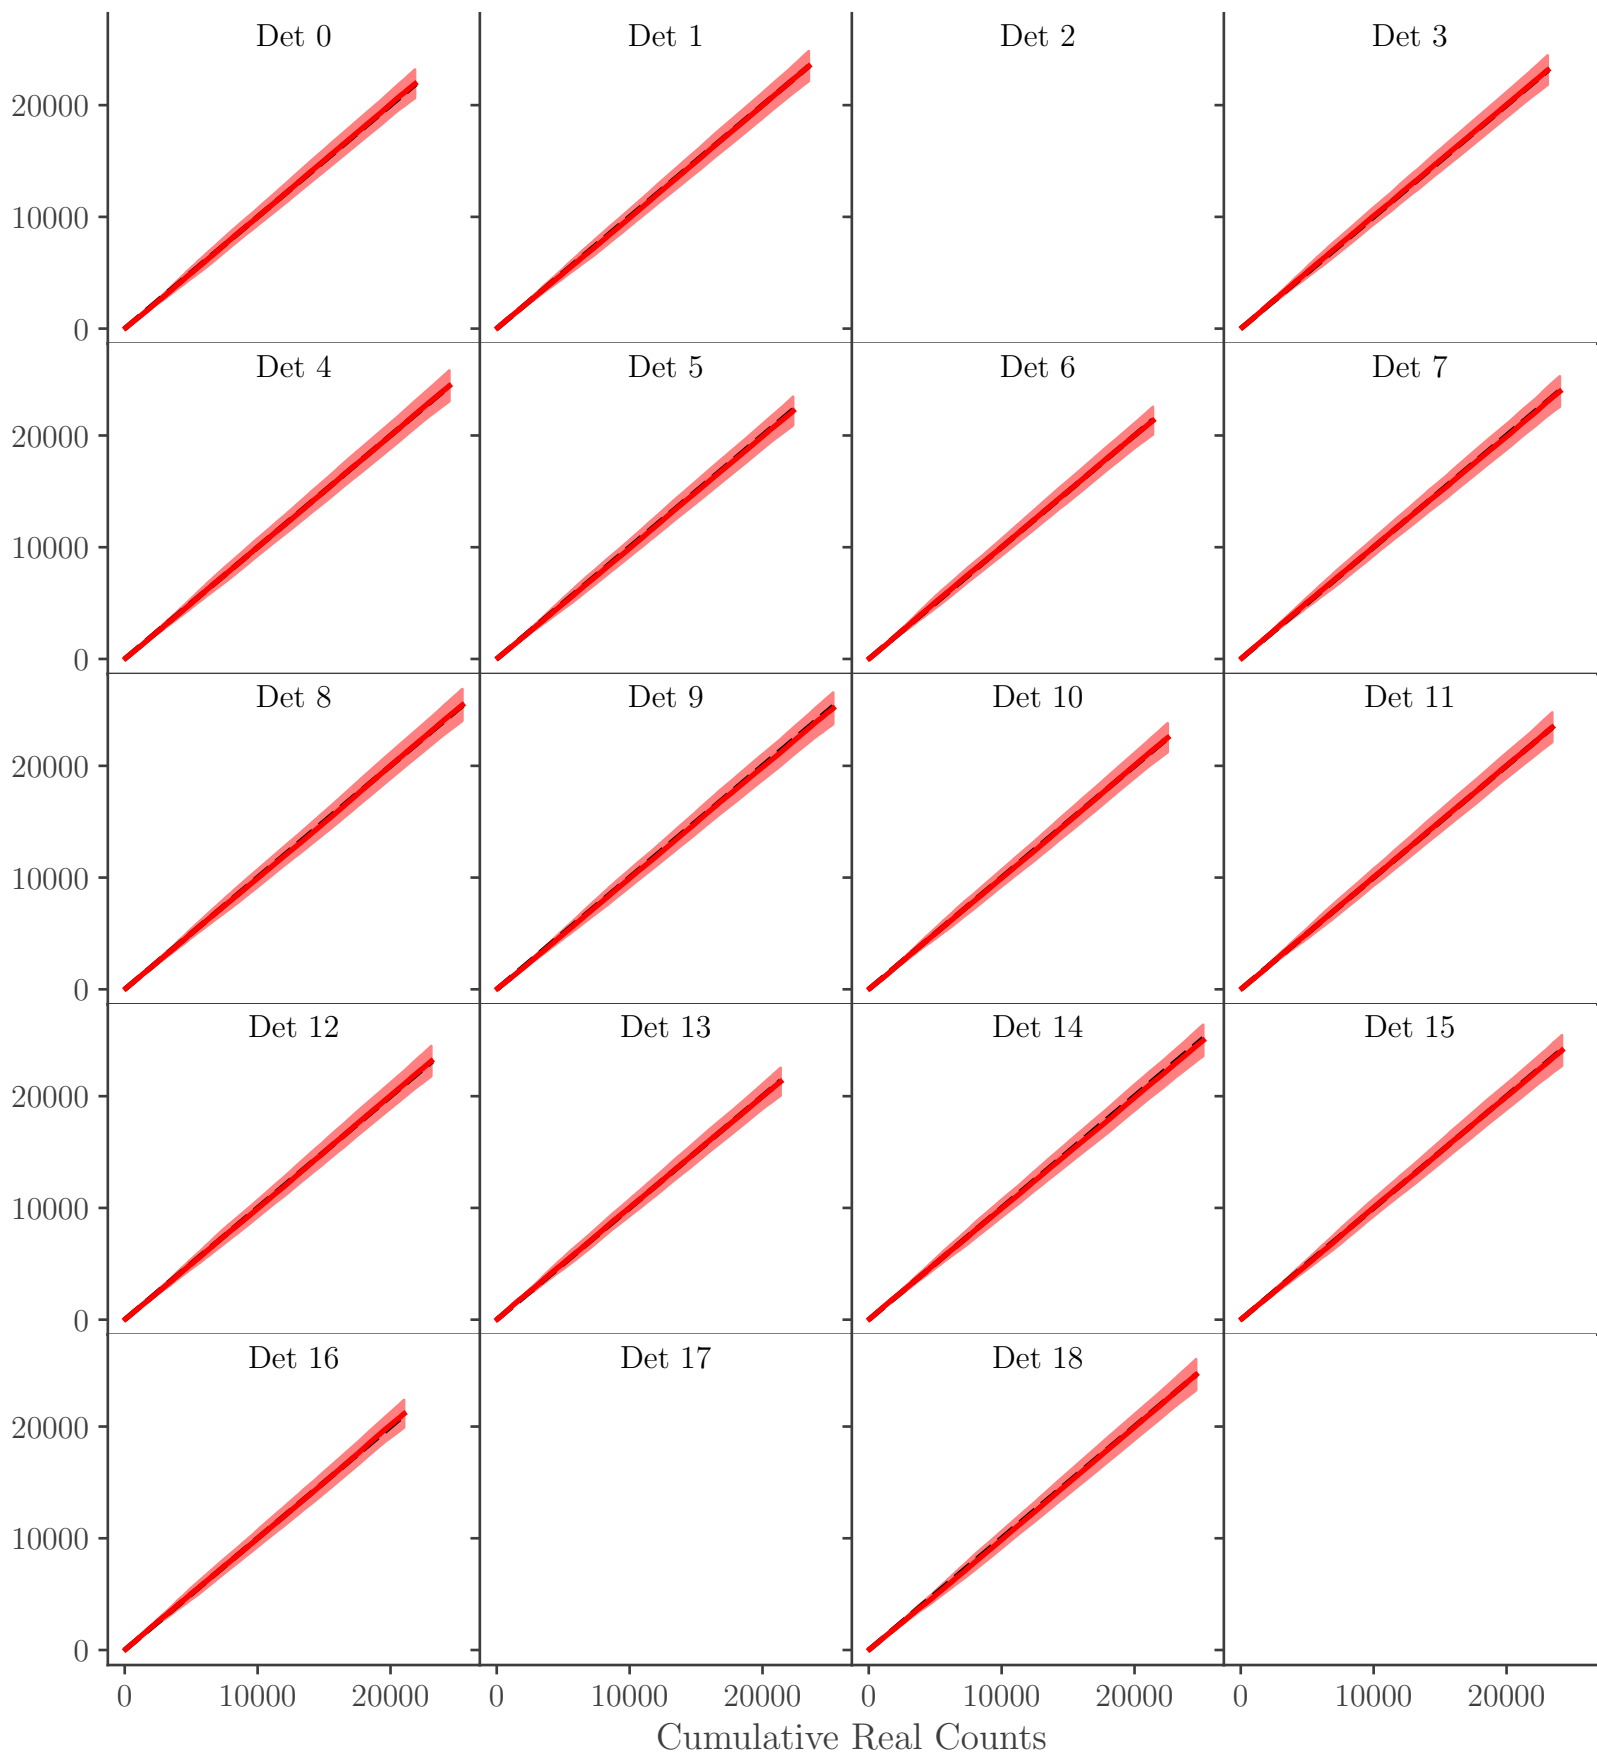 Det 0 Det 1 Det 2 Det 3
20000
10000
0
Det 4 Det 5 Det 6 Det 7
20000
10000
0
Det 8 Det 9 Det 10 Det 11
20000
10000
0
Det 12 Det 13 Det 14 Det 15
20000
10000
0
Det 16 Det 17 Det 18
20000
10000
0
0 10000 20000 0 10000 20000 0 10000 20000 0 10000 20000
Cumulative Real Counts